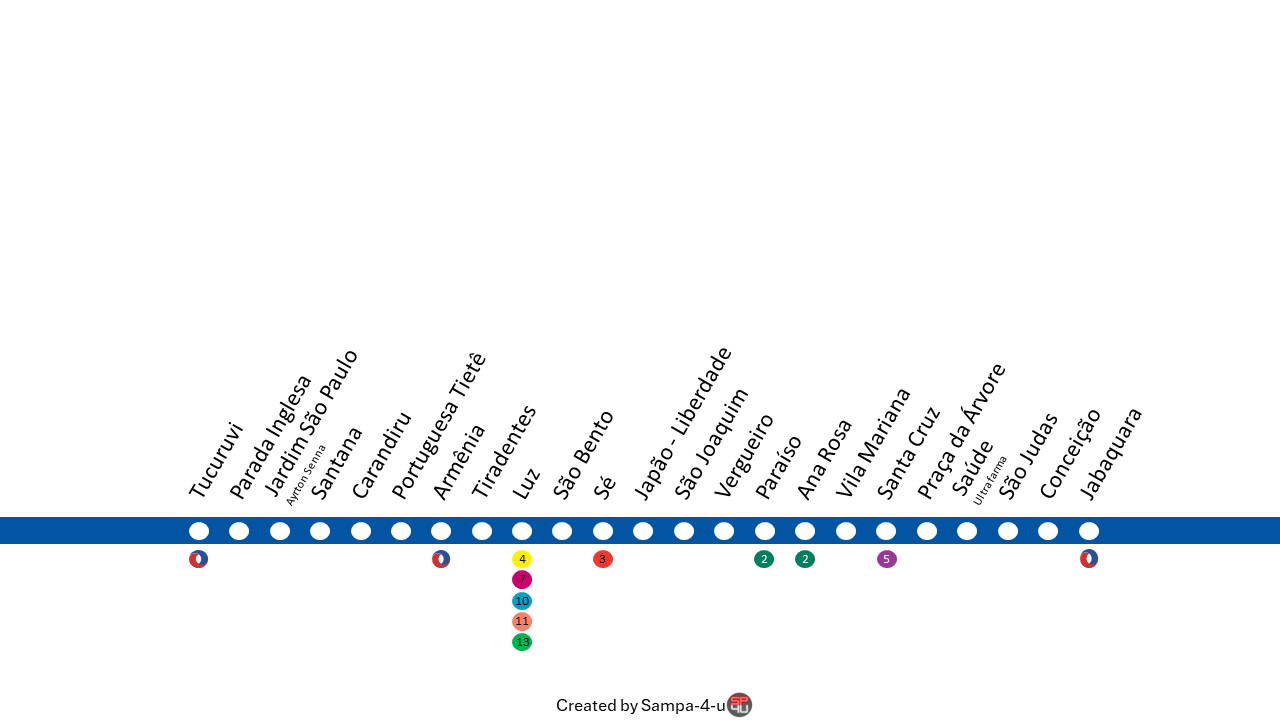 Tucuruvi
Parada Inglesa
Jardim São Paulo
Ayrton Senna
Santana
Carandiru
Portuguesa Tietê
Armênia
Tiradentes
Luz
São Bento
Sé
Japão - Liberdade
São Joaquim
Vergueiro
Paraíso
Ana Rosa
Vila Mariana
Santa Cruz
Praça da Árvore
Saúde
Ultrafarma
São Judas
Conceição
Jabaquara
4
3
2
2
5
7
10
11
13
Created by Sampa-4-u
SP
4U